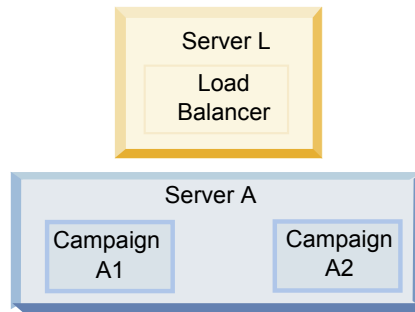 Server L
Load
Balancer
Server A
Campaign
A1
Campaign
A2